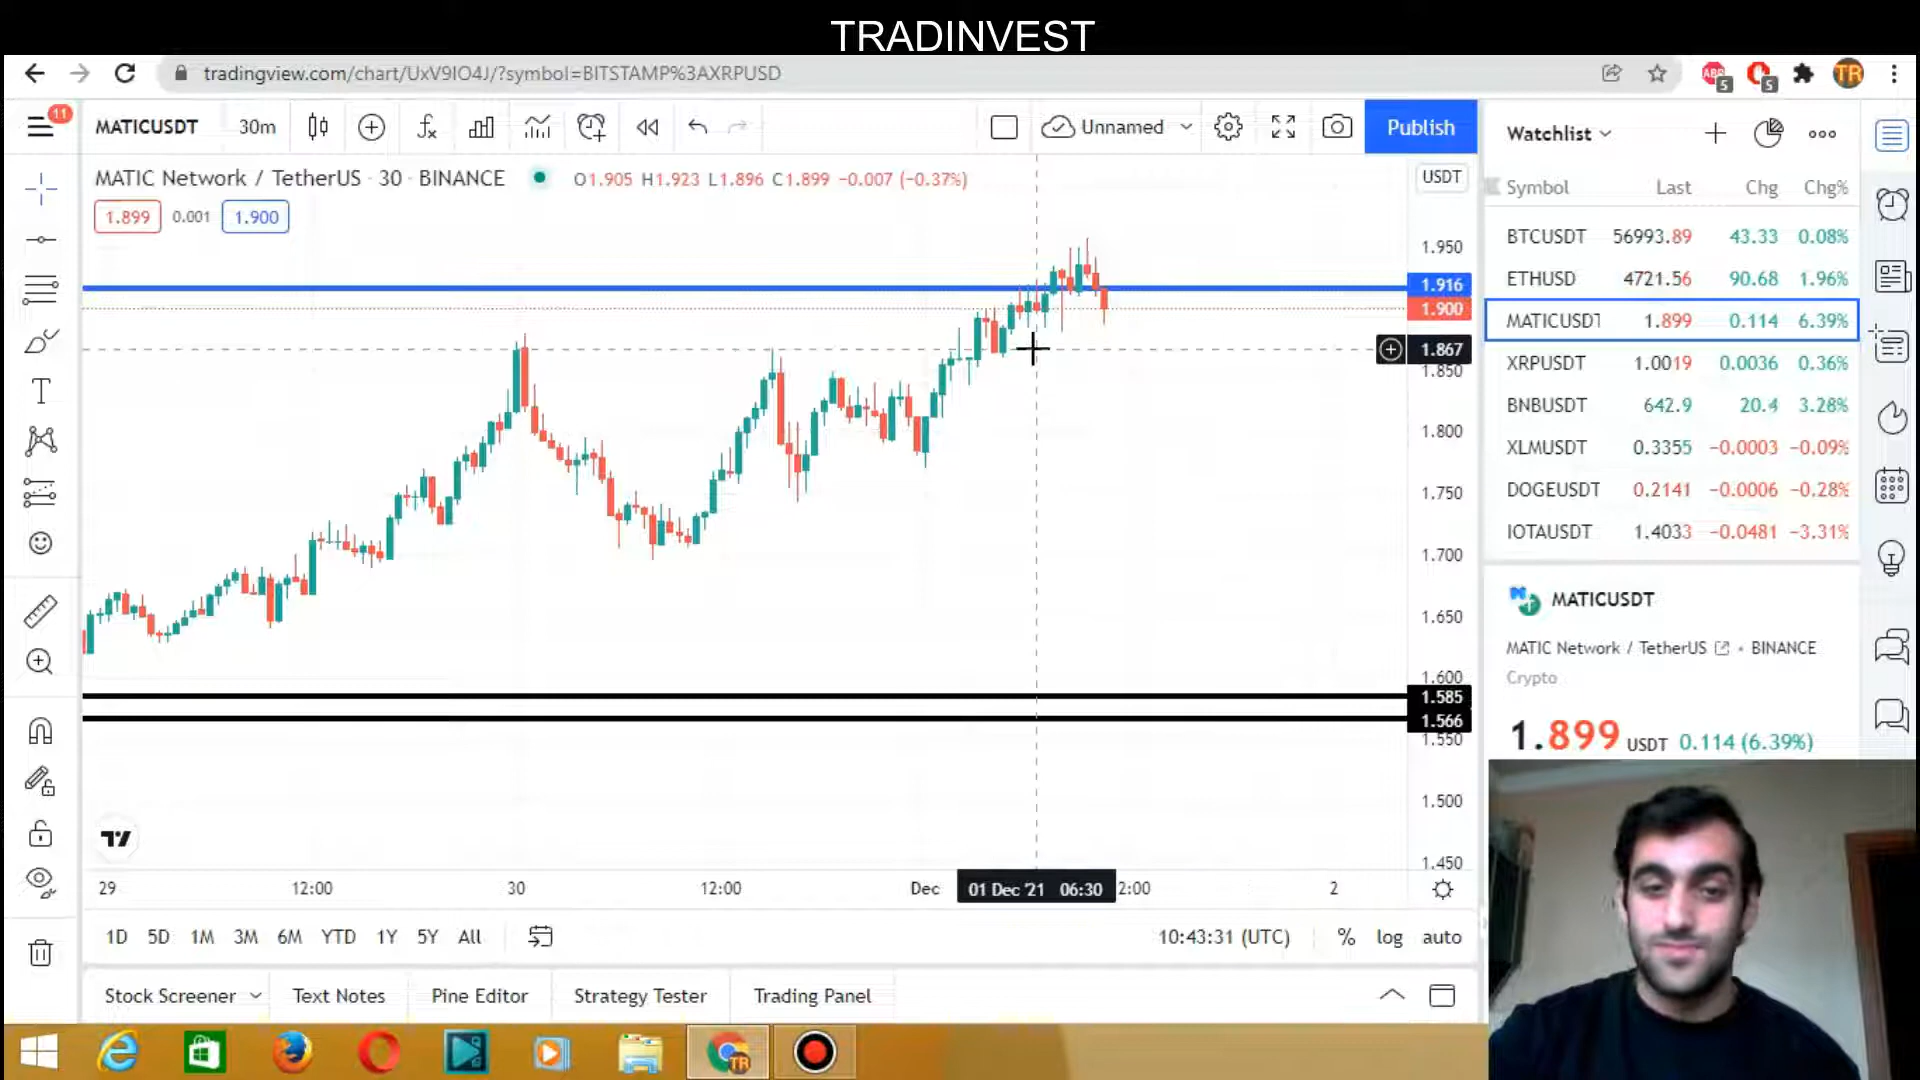 TRADINVEST
tradingview.com/chart/UxV9IO4J/?symbol=BITSTAMP%3AXRPUSD
ABP 5 5 TR
11 MATICUSDT 30m Unnamed Publish
MATIC Network / TetherUS · 30 · BINANCE O1.905 H1.923 L1.896 C1.899 −0.007 (−0.37%)
1.899 0.001 1.900
USDT
1.950
1.916
1.900
1.867
1.850
1.800
1.750
1.700
1.650
1.600
1.585
1.566
1.550
1.500
1.450
29 12:00 30 12:00 Dec 01 Dec '21 06:30 2:00 2
1D 5D 1M 3M 6M YTD 1Y 5Y All 10:43:31 (UTC) % log auto
Stock Screener Text Notes Pine Editor Strategy Tester Trading Panel
Watchlist
Symbol Last Chg Chg%
BTCUSDT 56993.89 43.33 0.08%
ETHUSD 4721.56 90.68 1.96%
MATICUSDT 1.899 0.114 6.39%
XRPUSDT 1.0019 0.0036 0.36%
BNBUSDT 642.9 20.4 3.28%
XLMUSDT 0.3355 −0.0003 −0.09%
DOGEUSDT 0.2141 −0.0006 −0.28%
IOTAUSDT 1.4033 −0.0481 −3.31%
MATICUSDT
MATIC Network / TetherUS • BINANCE
Crypto
1.899 USDT 0.114 (6.39%)
TR